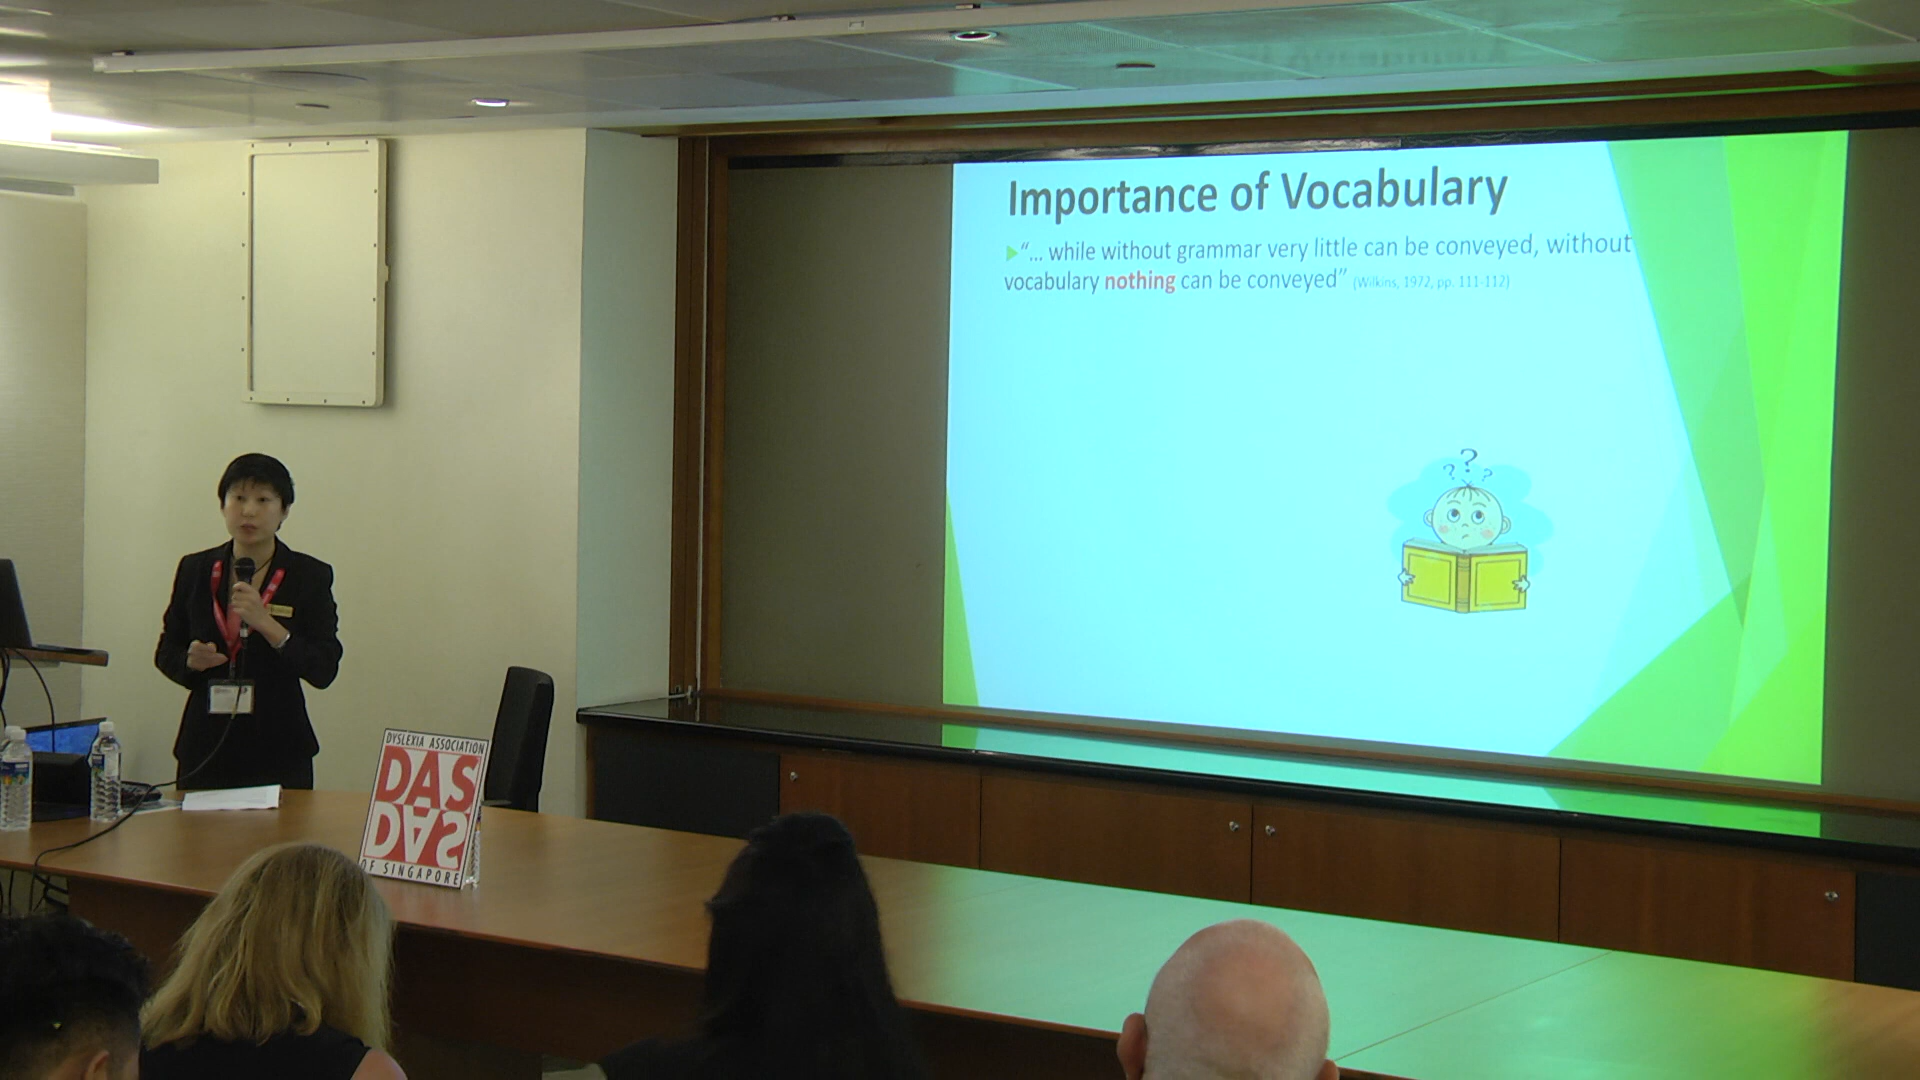 Importance of Vocabulary
“... while without grammar very little can be conveyed, without
vocabulary nothing can be conveyed” (Wilkins, 1972, pp. 111-112)
? ? ?
DYSLEXIA ASSOCIATION
DAS
DAS
OF SINGAPORE